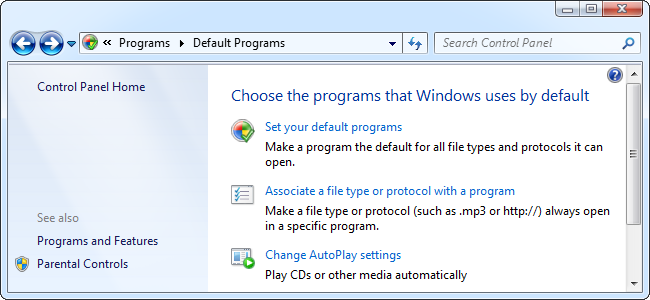 « Programs Default Programs
Search Control Panel
Control Panel Home
See also
Programs and Features
Parental Controls
Choose the programs that Windows uses by default
Set your default programs
Make a program the default for all file types and protocols it can
open.
Associate a file type or protocol with a program
Make a file type or protocol (such as .mp3 or http://) always open
in a specific program.
Change AutoPlay settings
Play CDs or other media automatically